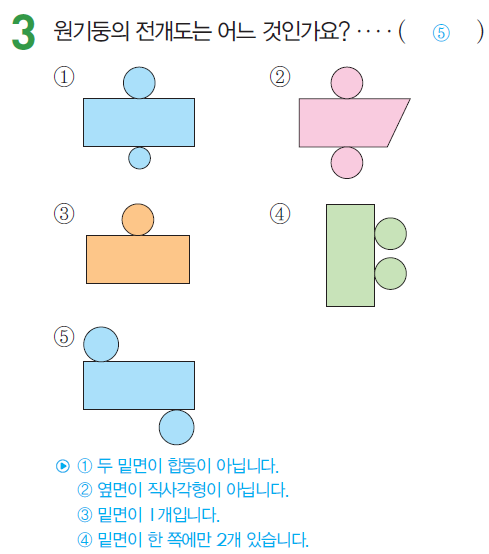 3 원기둥의 전개도는 어느 것인가요? ···· ( ⑤ )
① ②
③ ④
⑤
▶ ① 두 밑면이 합동이 아닙니다.
② 옆면이 직사각형이 아닙니다.
③ 밑면이 1개입니다.
④ 밑면이 한 쪽에만 2개 있습니다.